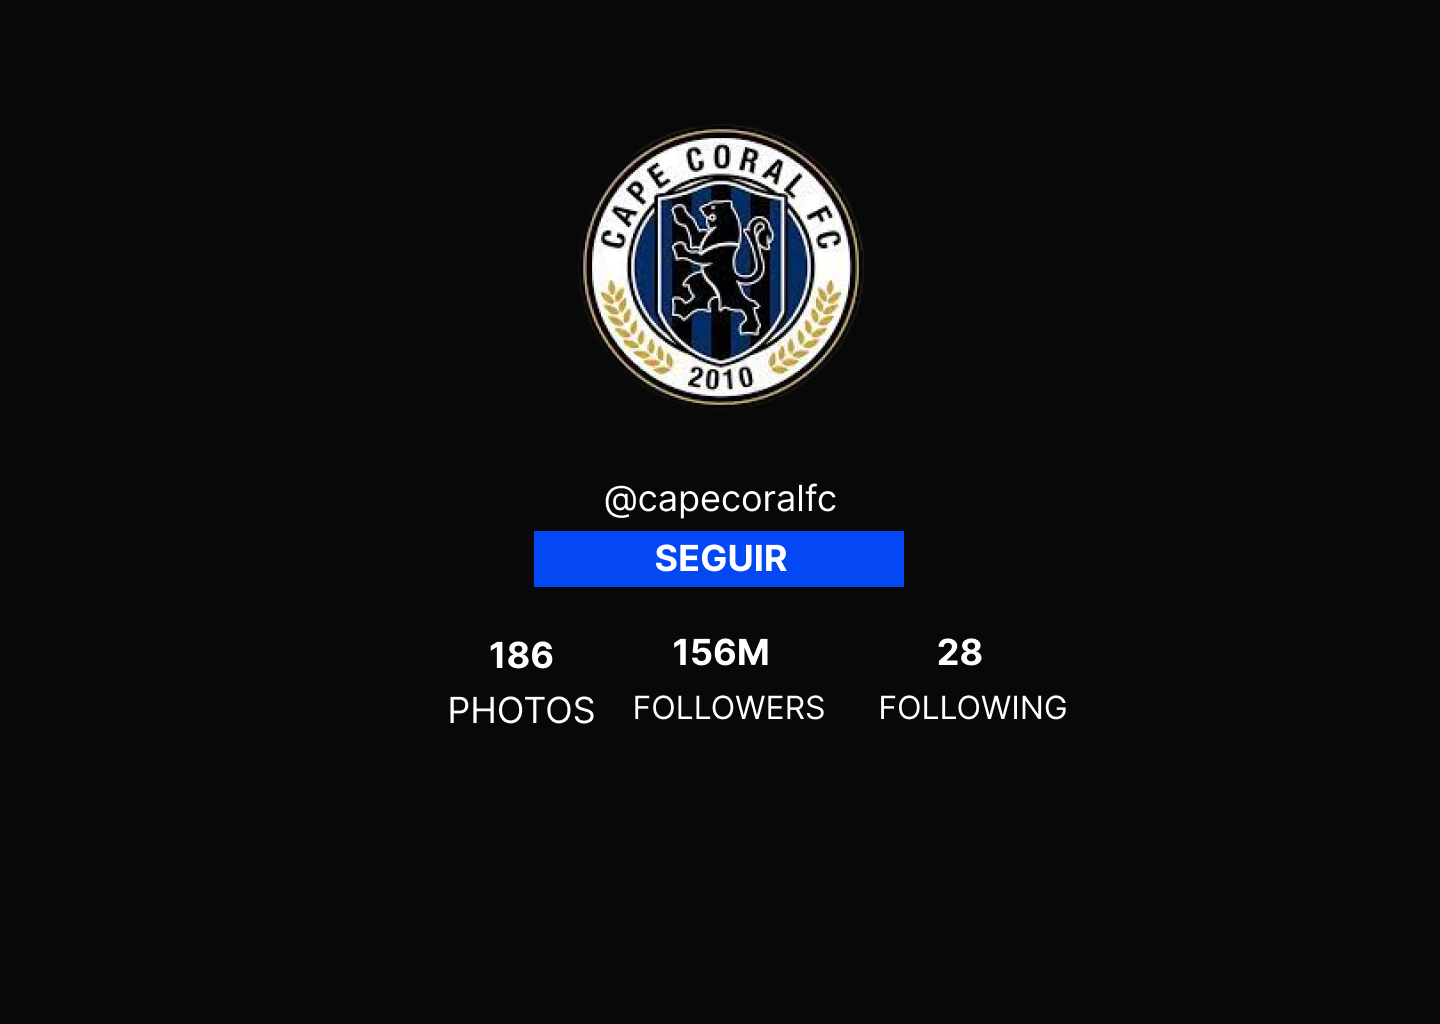 CAPE CORAL FC
2010
@capecoralfc
SEGUIR
186 156M 28
PHOTOS FOLLOWERS FOLLOWING